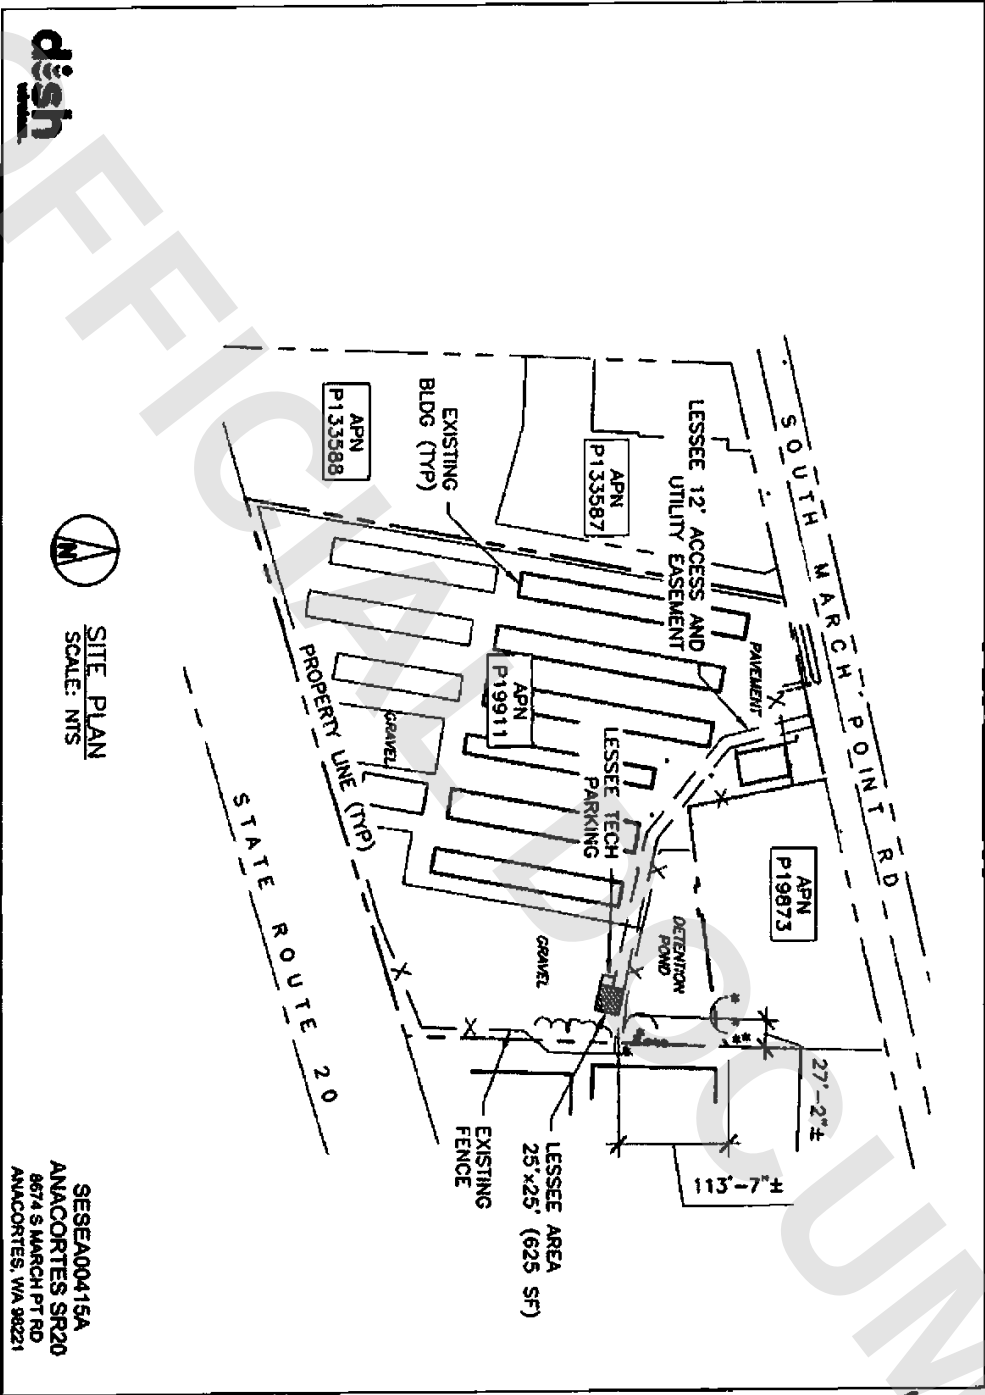 SOUTH MARCH POINT RD
LESSEE 12' ACCESS AND
UTILITY EASEMENT
PAVEMENT
APN
P19873
27'-2"±
APN
P133587
DETENTION
POND
113'-7"±
EXISTING
BLDG (TYP)
APN
P19911
LESSEE TECH
PARKING
GRAVEL
LESSEE AREA
25'x25' (625 SF)
APN
P133588
GRAVEL
EXISTING
FENCE
PROPERTY LINE (TYP)
STATE ROUTE 20
N
SITE PLAN
SCALE: NTS
dish
wireless.
SESEA00415A
ANACORTES SR20
8674 S MARCH PT RD
ANACORTES, WA 98221
OFFICIAL DOCUM